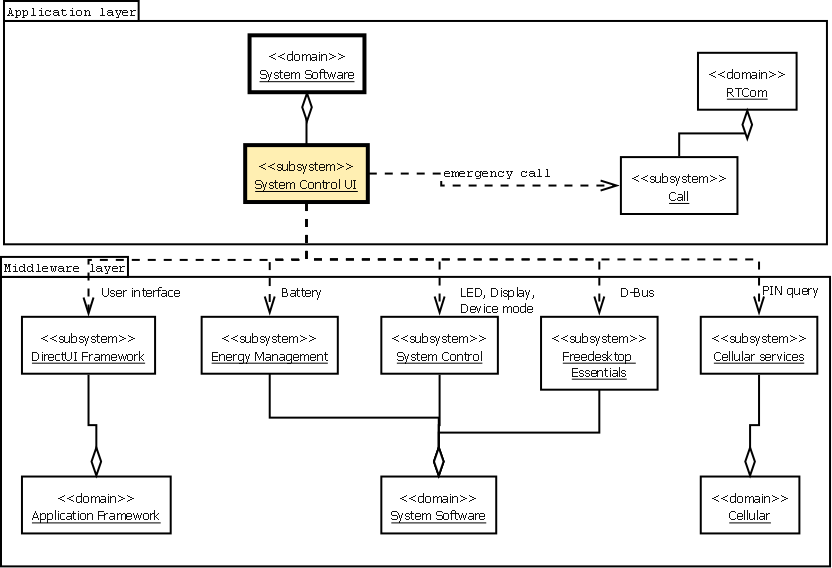 Application layer
<<domain>>
System Software
<<domain>>
RTCom
<<subsystem>>
System Control UI
emergency call
<<subsystem>>
Call
Middleware layer
User interface
Battery
LED, Display,
Device mode
D-Bus
PIN query
<<subsystem>>
DirectUI Framework
<<subsystem>>
Energy Management
<<subsystem>>
System Control
<<subsystem>>
Freedesktop
Essentials
<<subsystem>>
Cellular services
<<domain>>
Application Framework
<<domain>>
System Software
<<domain>>
Cellular